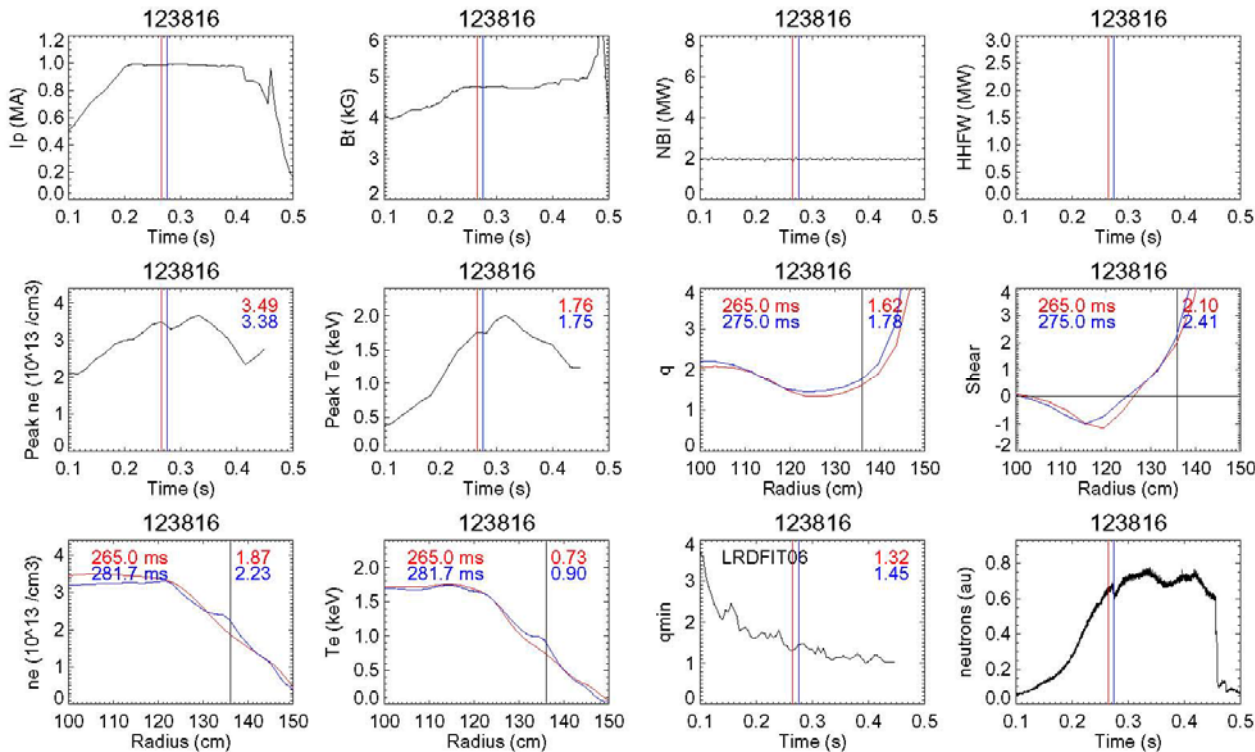 123816
Ip (MA)
1.2
1.0
0.8
0.6
0.4
0.2
0.0
0.1 0.2 0.3 0.4 0.5
Time (s)
123816
Bt (kG)
6
5
4
3
2
0.1 0.2 0.3 0.4 0.5
Time (s)
123816
NBI (MW)
8
6
4
2
0
0.1 0.2 0.3 0.4 0.5
Time (s)
123816
HHFW (MW)
3.0
2.5
2.0
1.5
1.0
0.5
0.0
0.1 0.2 0.3 0.4 0.5
Time (s)
123816
Peak ne (10^13 /cm3)
4
3
2
1
0
3.49
3.38
0.1 0.2 0.3 0.4 0.5
Time (s)
123816
Peak Te (keV)
2.0
1.5
1.0
0.5
0.0
1.76
1.75
0.1 0.2 0.3 0.4 0.5
Time (s)
123816
q
4
3
2
1
0
265.0 ms 1.62
275.0 ms 1.78
100 110 120 130 140 150
Radius (cm)
123816
Shear
4
3
2
1
0
-1
-2
265.0 ms 2.10
275.0 ms 2.41
100 110 120 130 140 150
Radius (cm)
123816
ne (10^13 /cm3)
4
3
2
1
0
265.0 ms 1.87
281.7 ms 2.23
100 110 120 130 140 150
Radius (cm)
123816
Te (keV)
2.0
1.5
1.0
0.5
0.0
265.0 ms 0.73
281.7 ms 0.90
100 110 120 130 140 150
Radius (cm)
123816
qmin
4
3
2
1
0
LRDFIT06 1.32
1.45
0.1 0.2 0.3 0.4 0.5
Time (s)
123816
neutrons (au)
0.8
0.6
0.4
0.2
0.0
0.1 0.2 0.3 0.4 0.5
Time (s)